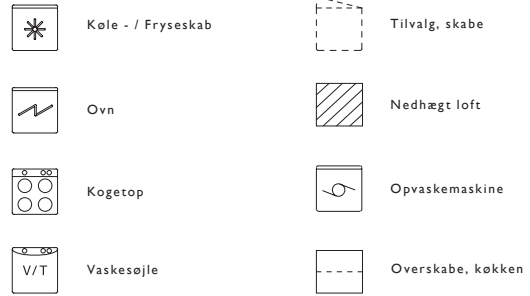 Køle - / Fryseskab
Tilvalg, skabe
Ovn
Nedhægt loft
Kogetop
Opvaskemaskine
V/T
Vaskesøjle
Overskabe, køkken